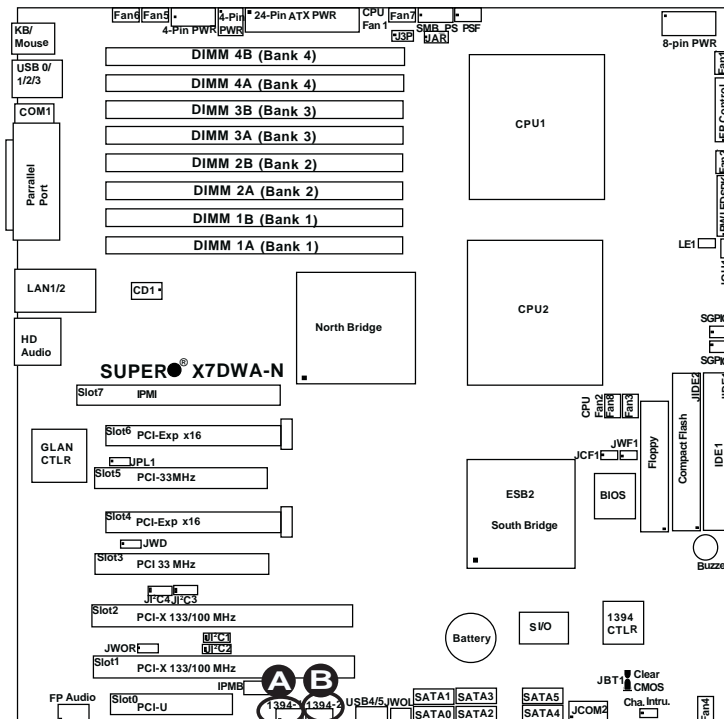 Fan6 Fan5 4-Pin PWR 4-Pin PWR 24-Pin ATX PWR CPU Fan 1 Fan7 SMB_PS PSF
J3P JAR
8-pin PWR
KB/
Mouse
USB 0/
1/2/3
COM1
Parrallel
Port
LAN1/2
HD
Audio
DIMM 4B (Bank 4)
DIMM 4A (Bank 4)
DIMM 3B (Bank 3)
DIMM 3A (Bank 3)
DIMM 2B (Bank 2)
DIMM 2A (Bank 2)
DIMM 1B (Bank 1)
DIMM 1A (Bank 1)
CPU1
Fan1
FP Control
LE1
CD1
North Bridge
CPU2
SUPER ® X7DWA-N
Slot7 IPMI
Slot6 PCI-Exp x16
GLAN
CTLR
JPL1
Slot5 PCI-33MHz
Slot4 PCI-Exp x16
JWD
Slot3 PCI 33 MHz
JI²C4 JI²C3
Slot2 PCI-X 133/100 MHz
JI²C1
JWOR JI²C2
Slot1 PCI-X 133/100 MHz
IPMB
Slot0 PCI-U
FP Audio
CPU
Fan2 Fan8 Fan3
JWF1
JCF1
Floppy
Compact Flash
JIDE2
IDE1
BIOS
ESB2
South Bridge
Battery
S I/O
1394
CTLR
JBT1 Clear
CMOS
Cha. Intru.
A B
1394-2
USB4/5 JWOL
SATA1 SATA3
SATA0 SATA2
SATA5
SATA4
JCOM2